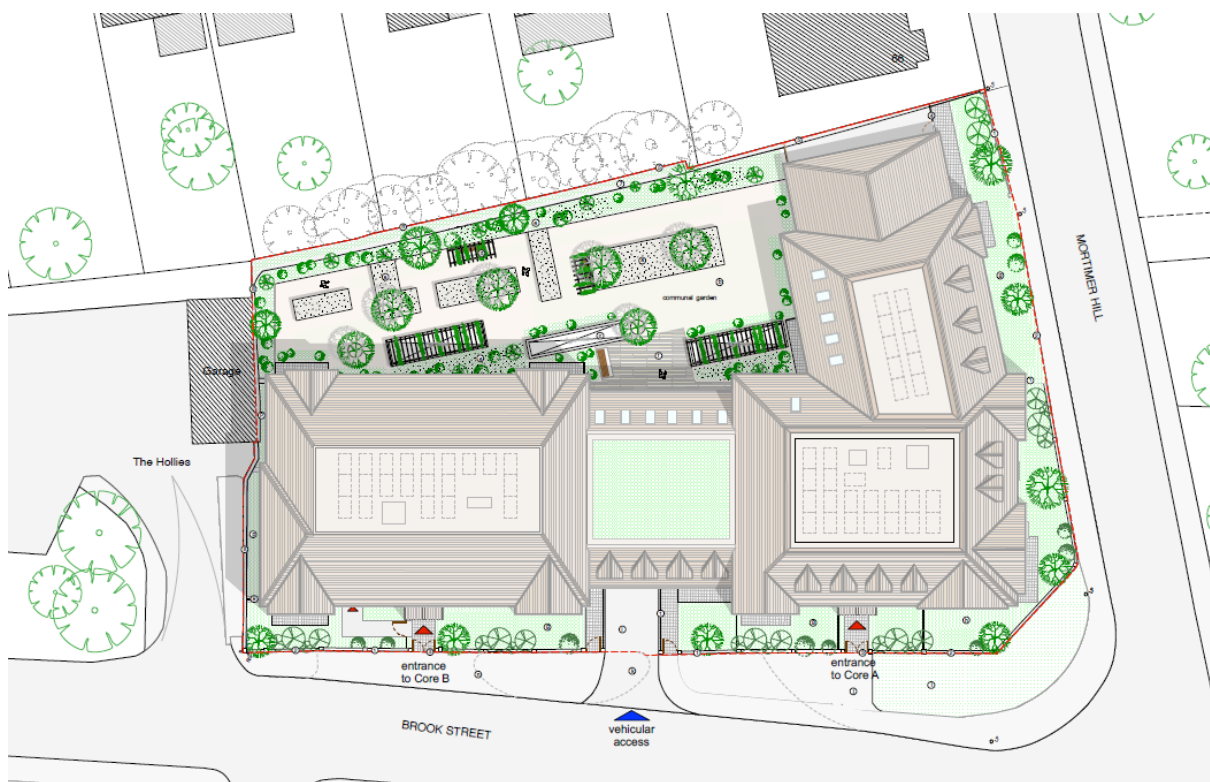 66
MORTIMER HILL
communal garden
Garage
The Hollies
entrance
to Core B
entrance
to Core A
BROOK STREET
vehicular
access